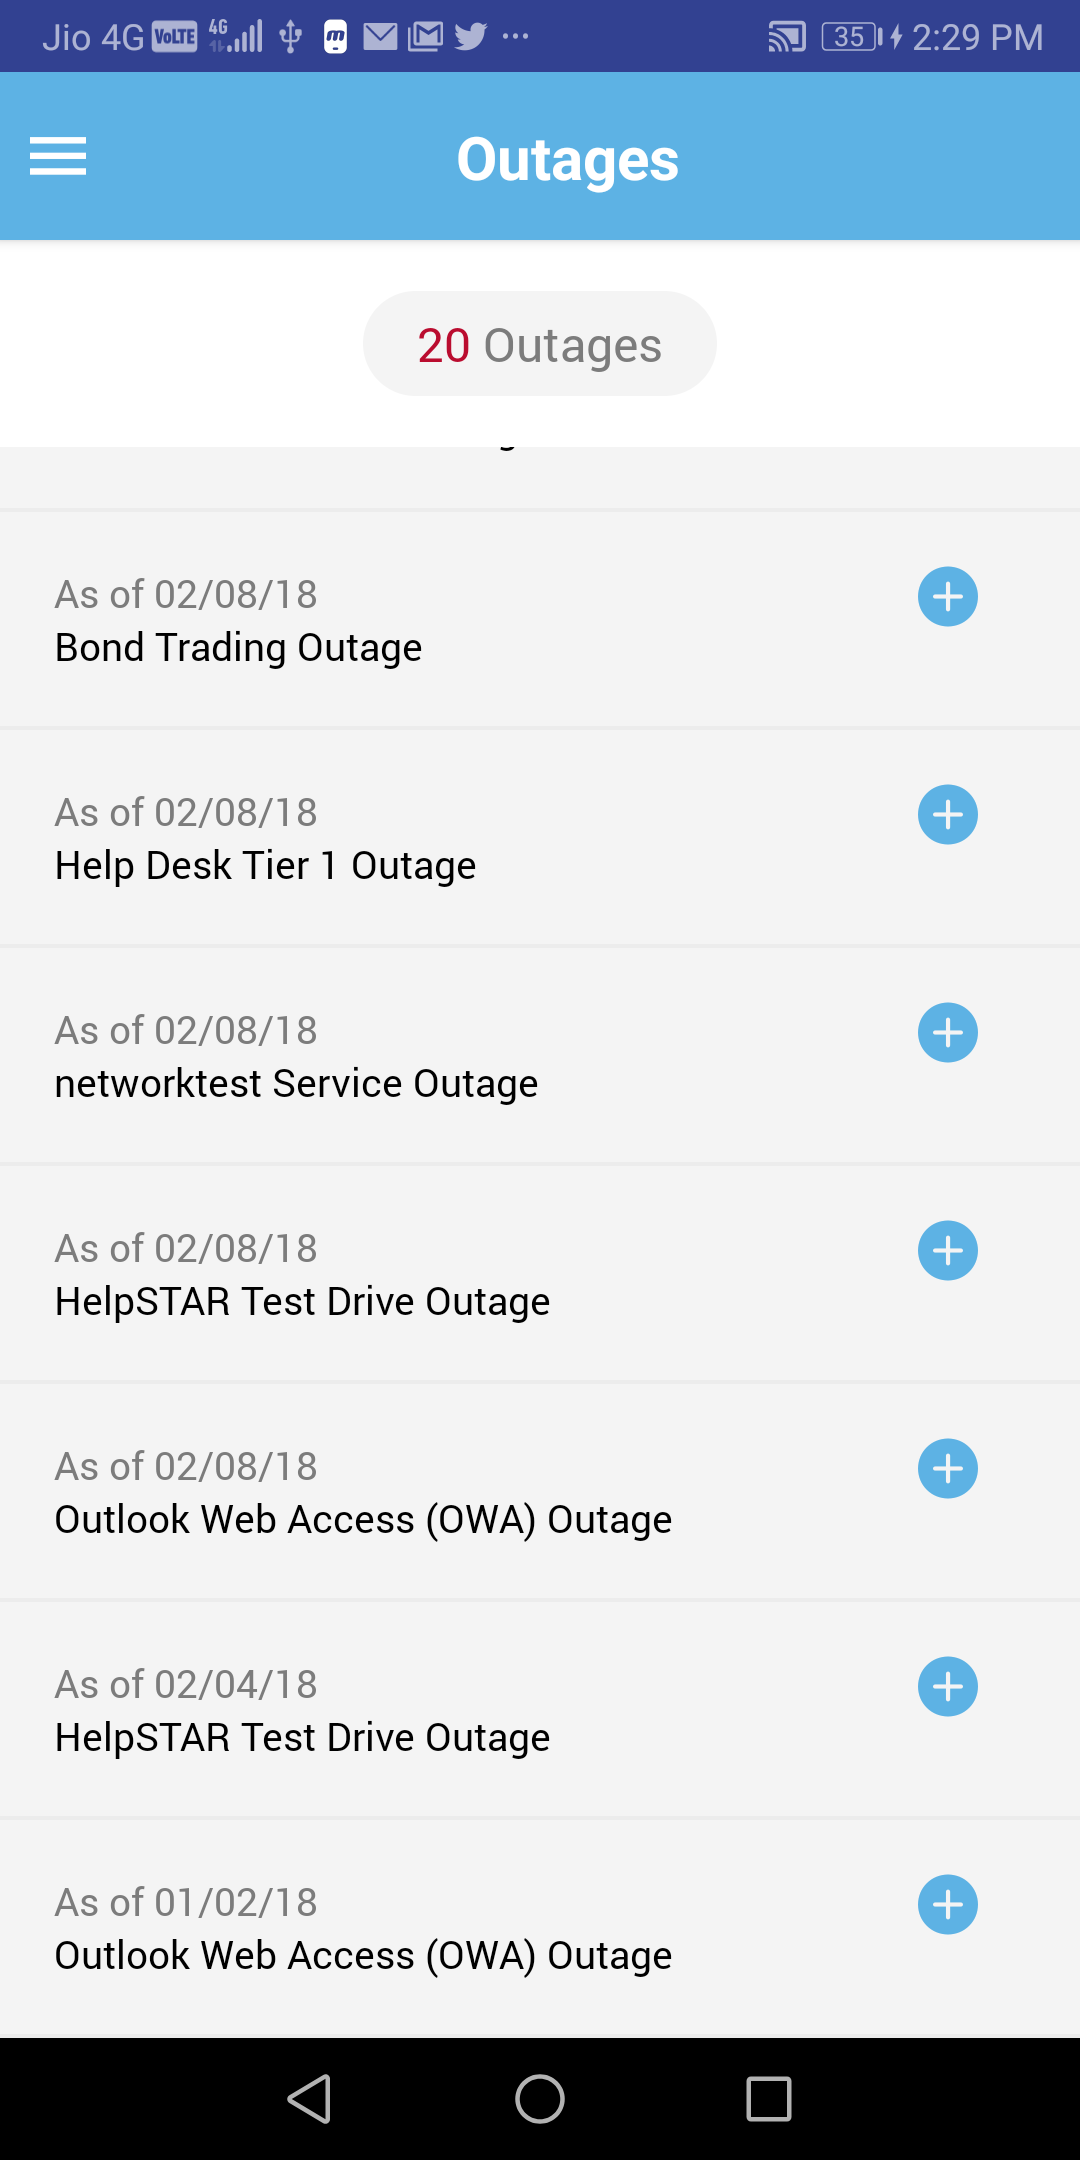 Jio 4G VoLTE 4G 35 2:29 PM
Outages
20 Outages
As of 02/08/18
Bond Trading Outage
As of 02/08/18
Help Desk Tier 1 Outage
As of 02/08/18
networktest Service Outage
As of 02/08/18
HelpSTAR Test Drive Outage
As of 02/08/18
Outlook Web Access (OWA) Outage
As of 02/04/18
HelpSTAR Test Drive Outage
As of 01/02/18
Outlook Web Access (OWA) Outage